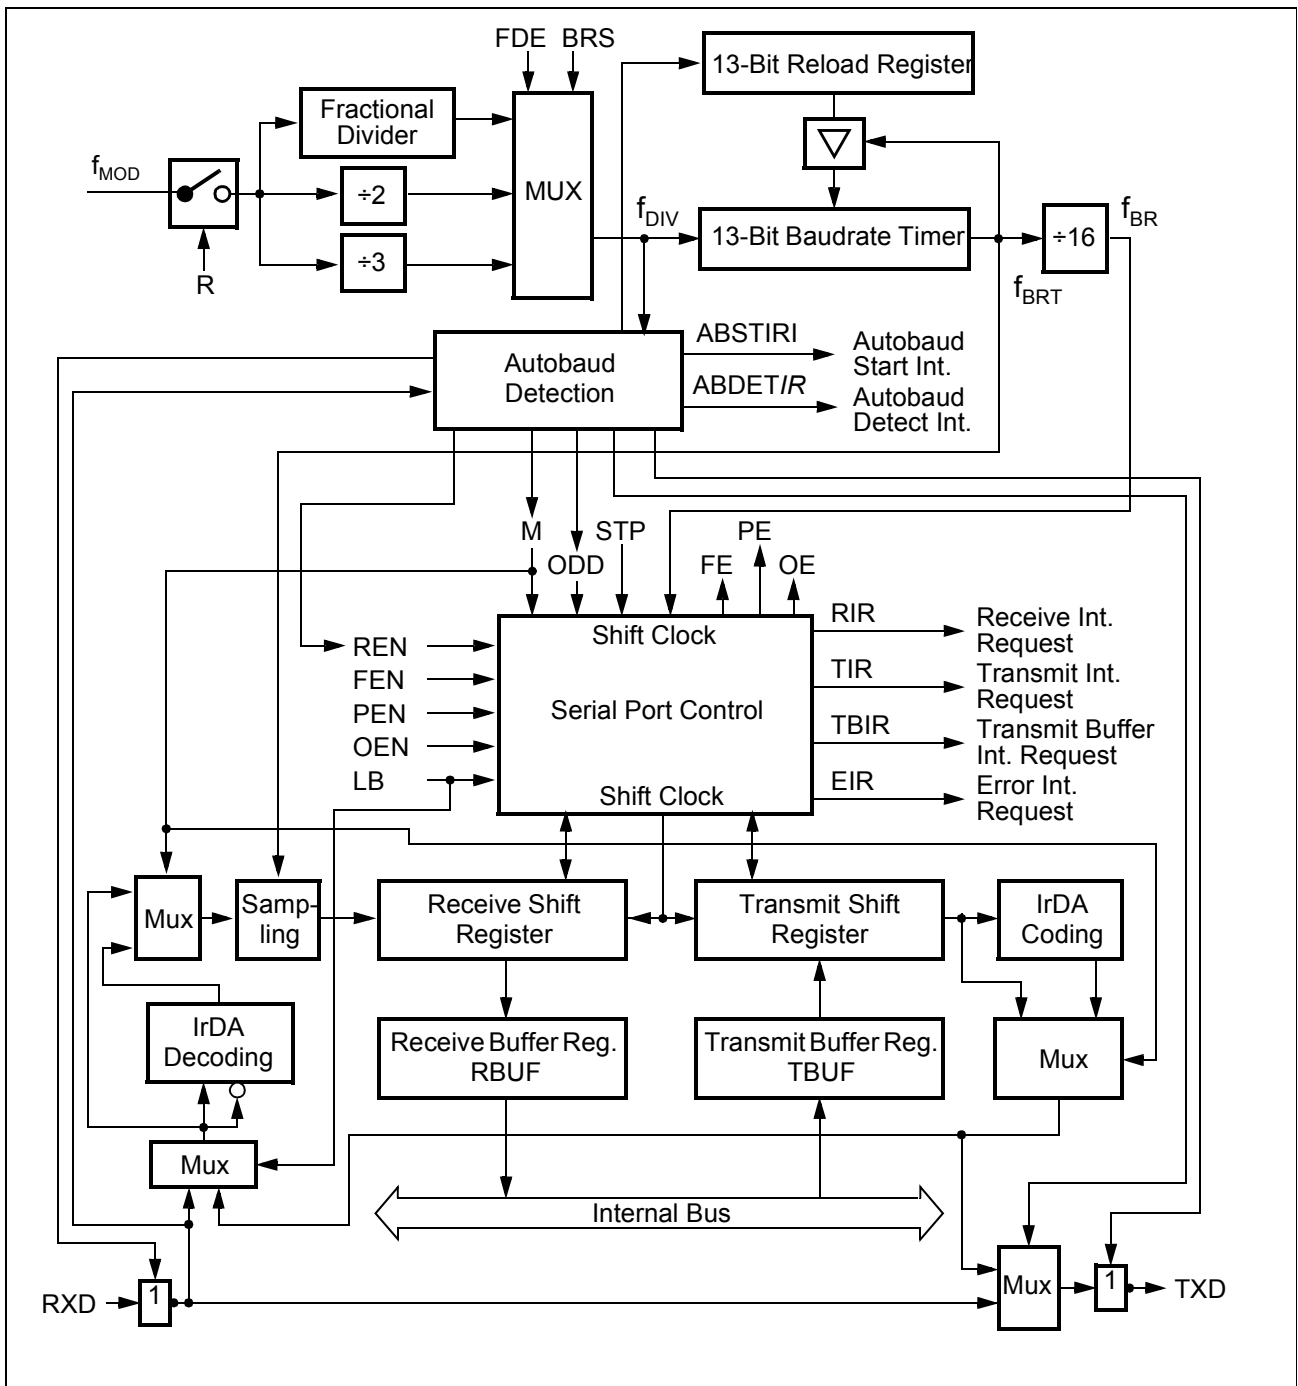 FDE BRS
13-Bit Reload Register
Fractional
Divider
fMOD
÷2
MUX
fDIV
13-Bit Baudrate Timer
÷16
fBR
÷3
R
fBRT
Autobaud
Detection
ABSTIRI
Autobaud
Start Int.
ABDETIR
Autobaud
Detect Int.
M
STP
PE
ODD
FE
OE
Shift Clock
RIR
Receive Int.
Request
REN
FEN
TIR
Transmit Int.
Request
PEN
Serial Port Control
OEN
TBIR
Transmit Buffer
Int. Request
LB
Shift Clock
EIR
Error Int.
Request
Mux
Samp-
ling
Receive Shift
Register
Transmit Shift
Register
IrDA
Coding
IrDA
Decoding
Receive Buffer Reg.
RBUF
Transmit Buffer Reg.
TBUF
Mux
Mux
Internal Bus
RXD
1
Mux
1
TXD